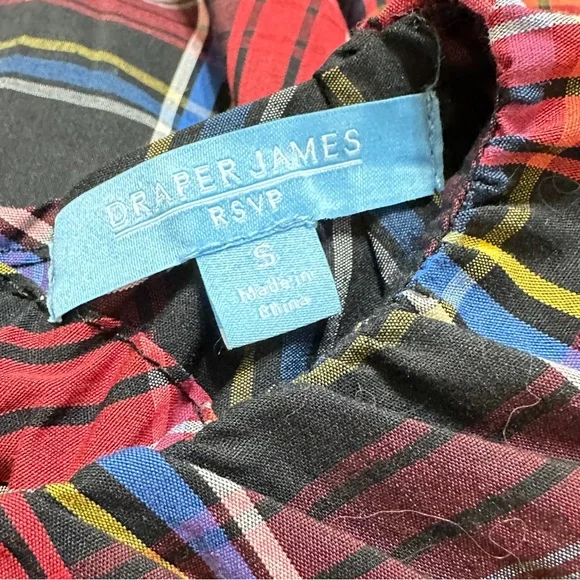 DRAPER JAMES
RSVP
S
Made in
China